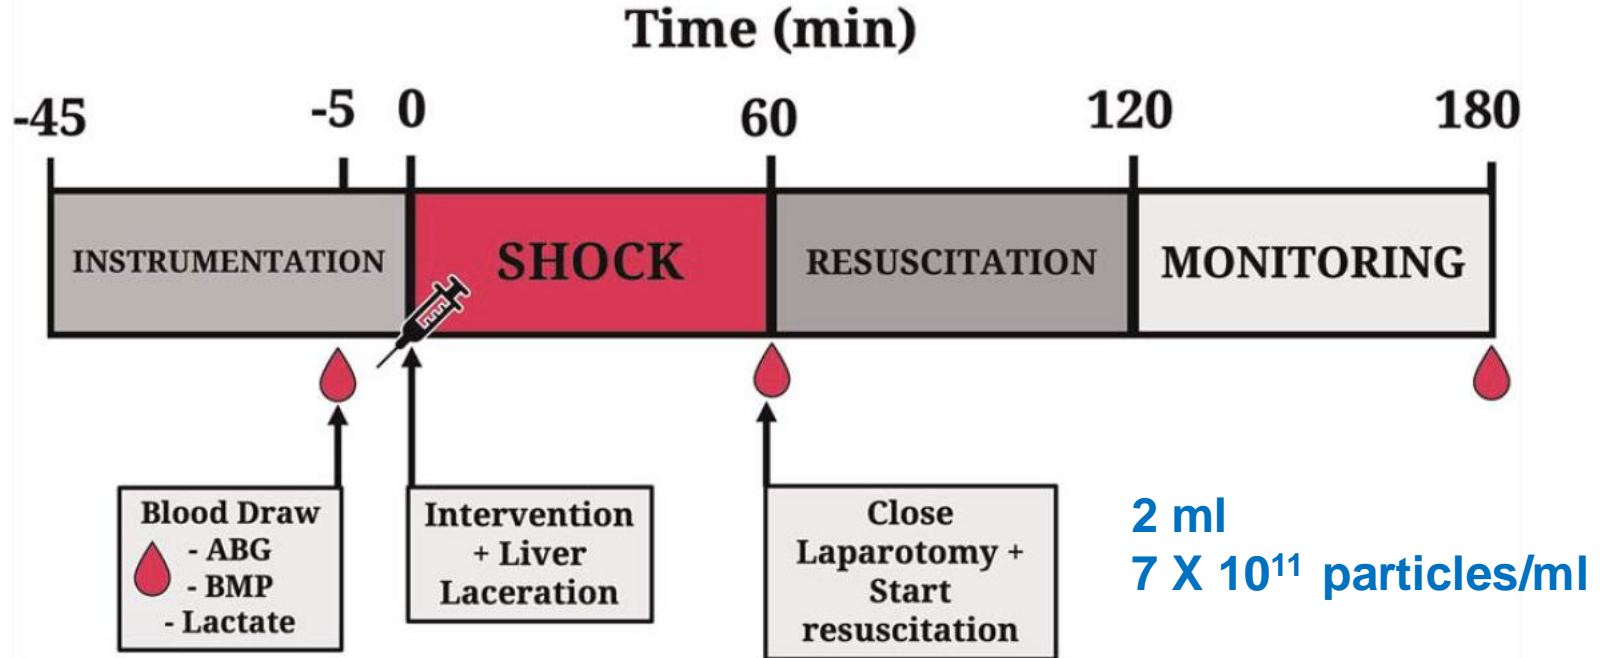 Time (min)
-45 -5 0 60 120 180
INSTRUMENTATION SHOCK RESUSCITATION MONITORING
Blood Draw
- ABG
- BMP
- Lactate
Intervention
+ Liver
Laceration
Close
Laparotomy +
Start
resuscitation
2 ml
7 X 10¹¹ particles/ml